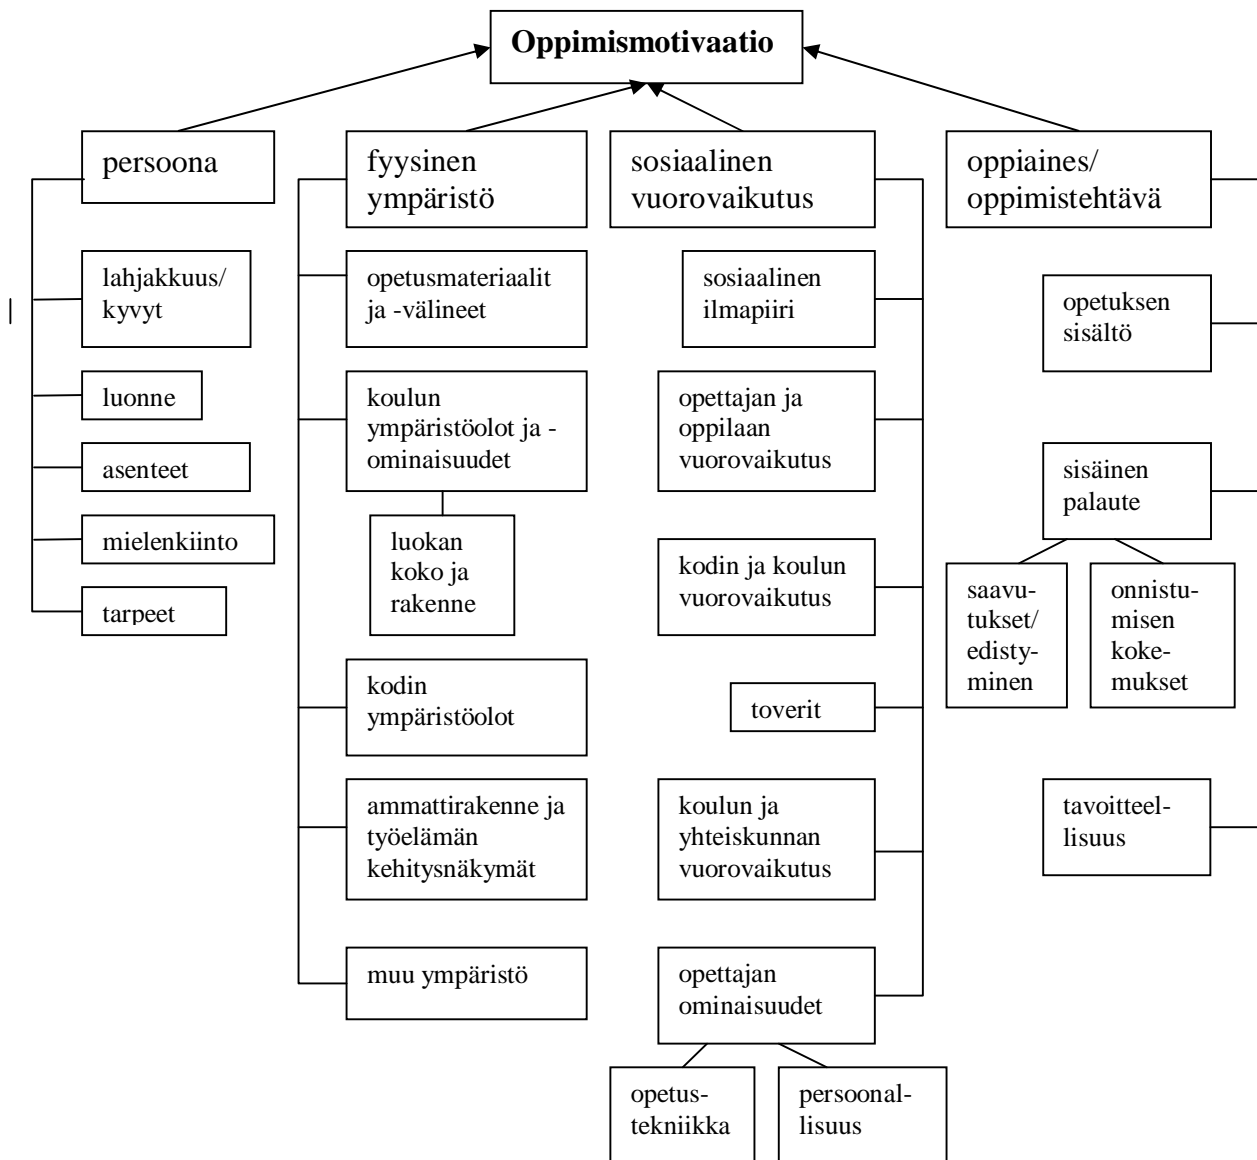 Oppimismotivaatio
persoona
lahjakkuus/
kyvyt
luonne
asenteet
mielenkiinto
tarpeet
fyysinen
ympäristö
opetusmateriaalit
ja -välineet
koulun
ympäristöolot ja -
ominaisuudet
luokan
koko ja
rakenne
kodin
ympäristöolot
ammattirakenne ja
työelämän
kehitysnäkymät
muu ympäristö
sosiaalinen
vuorovaikutus
sosiaalinen
ilmapiiri
opettajan ja
oppilaan
vuorovaikutus
kodin ja koulun
vuorovaikutus
toverit
koulun ja
yhteiskunnan
vuorovaikutus
opettajan
ominaisuudet
opetus-
tekniikka
persoonal-
lisuus
oppiaines/
oppimistehtävä
opetuksen
sisältö
sisäinen
palaute
saavu-
tukset/
edisty-
minen
onnistu-
misen
koke-
mukset
tavoitteel-
lisuus